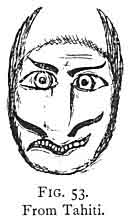 FIG. 53.
From Tahiti.